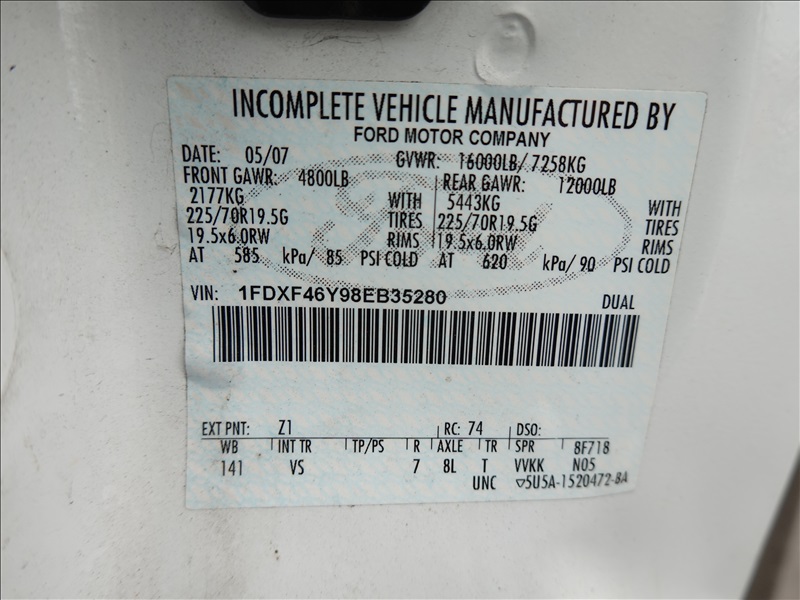 INCOMPLETE VEHICLE MANUFACTURED BY
FORD MOTOR COMPANY
DATE: 05/07 GVWR: 16000LB/ 7258KG
FRONT GAWR: 4800LB REAR GAWR: 12000LB
2177KG WITH 5443KG WITH
225/70R19.5G TIRES 225/70R19.5G TIRES
19.5x6.0RW RIMS 19.5x6.0RW RIMS
AT 585 kPa/ 85 PSI COLD AT 620 kPa/ 90 PSI COLD
VIN: 1FDXF46Y98EB35280 DUAL
EXT PNT: Z1 RC: 74 DSO:
WB INT TR TP/PS R AXLE TR SPR 8F718
141 VS 7 8L T VVKK N05
UNC ▽5U5A-1520472-8A